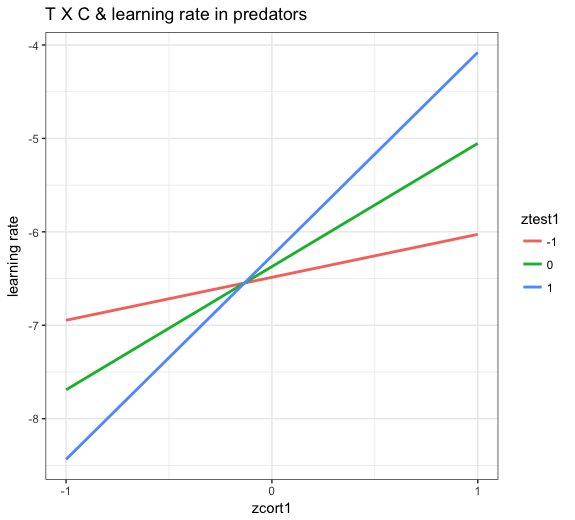 T X C & learning rate in predators
-4
-5
-6
-7
-8
learning rate
-1
0
1
zcort1
ztest1
-1
0
1